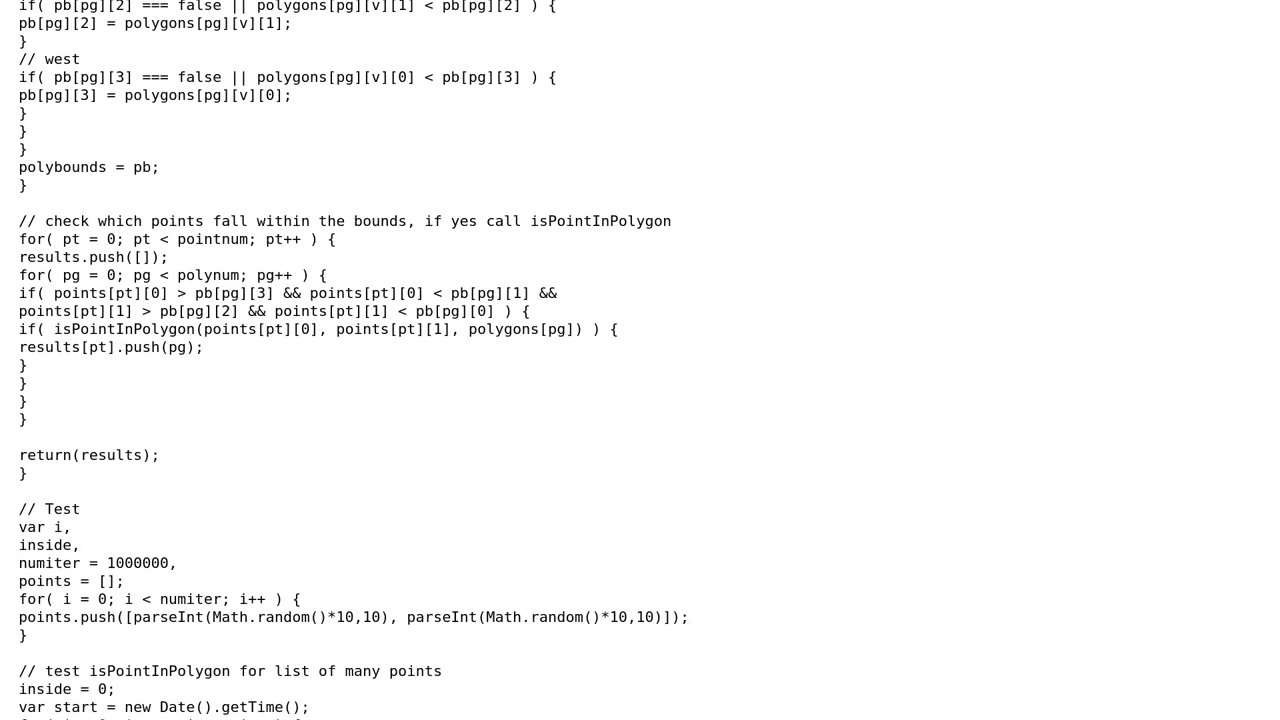 if( pb[pg][2] === false || polygons[pg][v][1] < pb[pg][2] ) {
pb[pg][2] = polygons[pg][v][1];
}
// west
if( pb[pg][3] === false || polygons[pg][v][0] < pb[pg][3] ) {
pb[pg][3] = polygons[pg][v][0];
}
}
}
polybounds = pb;
}
// check which points fall within the bounds, if yes call isPointInPolygon
for( pt = 0; pt < pointnum; pt++ ) {
results.push([]);
for( pg = 0; pg < polynum; pg++ ) {
if( points[pt][0] > pb[pg][3] && points[pt][0] < pb[pg][1] &&
points[pt][1] > pb[pg][2] && points[pt][1] < pb[pg][0] ) {
if( isPointInPolygon(points[pt][0], points[pt][1], polygons[pg]) ) {
results[pt].push(pg);
}
}
}
}
return(results);
}
// Test
var i,
inside,
numiter = 1000000,
points = [];
for( i = 0; i < numiter; i++ ) {
points.push([parseInt(Math.random()*10,10), parseInt(Math.random()*10,10)]);
}
// test isPointInPolygon for list of many points
inside = 0;
var start = new Date().getTime();